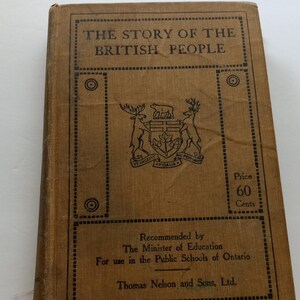 THE STORY OF THE
BRITISH PEOPLE
Price
60
Cents
Recommended by
The Minister of Education
For use in the Public Schools of Ontario
Thomas Nelson and Sons, Ltd.